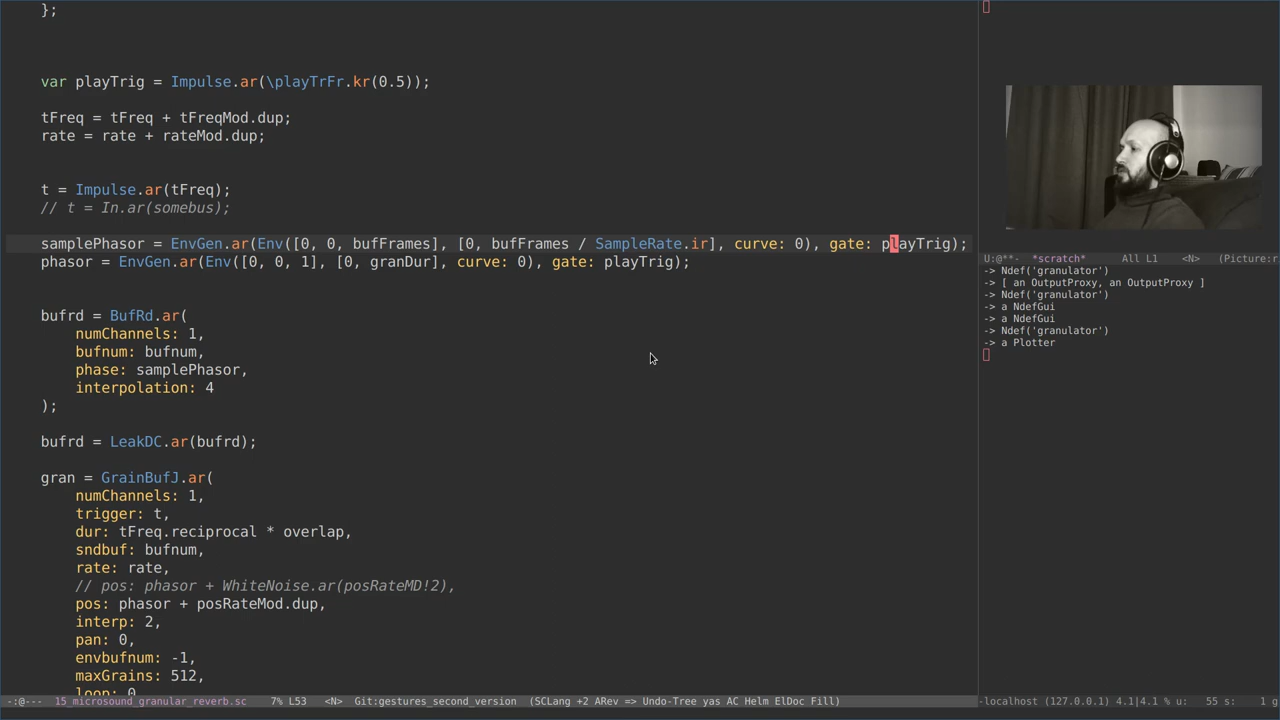 };
var playTrig = Impulse.ar(\playTrFr.kr(0.5));
tFreq = tFreq + tFreqMod.dup;
rate = rate + rateMod.dup;
t = Impulse.ar(tFreq);
// t = In.ar(somebus);
samplePhasor = EnvGen.ar(Env([0, 0, bufFrames], [0, bufFrames / SampleRate.ir], curve: 0), gate: playTrig);
phasor = EnvGen.ar(Env([0, 0, 1], [0, granDur], curve: 0), gate: playTrig);
bufrd = BufRd.ar(
numChannels: 1,
bufnum: bufnum,
phase: samplePhasor,
interpolation: 4
);
bufrd = LeakDC.ar(bufrd);
gran = GrainBufJ.ar(
numChannels: 1,
trigger: t,
dur: tFreq.reciprocal * overlap,
sndbuf: bufnum,
rate: rate,
// pos: phasor + WhiteNoise.ar(posRateMD!2),
pos: phasor + posRateMod.dup,
interp: 2,
pan: 0,
envbufnum: -1,
maxGrains: 512,
loop: 0
-:@--- 15_microsound_granular_reverb.sc 7% L53 <N> Git:gestures_second_version (SCLang +2 ARev => Undo-Tree yas AC Helm ElDoc Fill)
U:@**- *scratch* All L1 <N> (Picture:r
-> Ndef('granulator')
-> [ an OutputProxy, an OutputProxy ]
-> Ndef('granulator')
-> a NdefGui
-> a NdefGui
-> Ndef('granulator')
-> a Plotter
-localhost (127.0.0.1) 4.1|4.1 % u: 55 s: 1 g